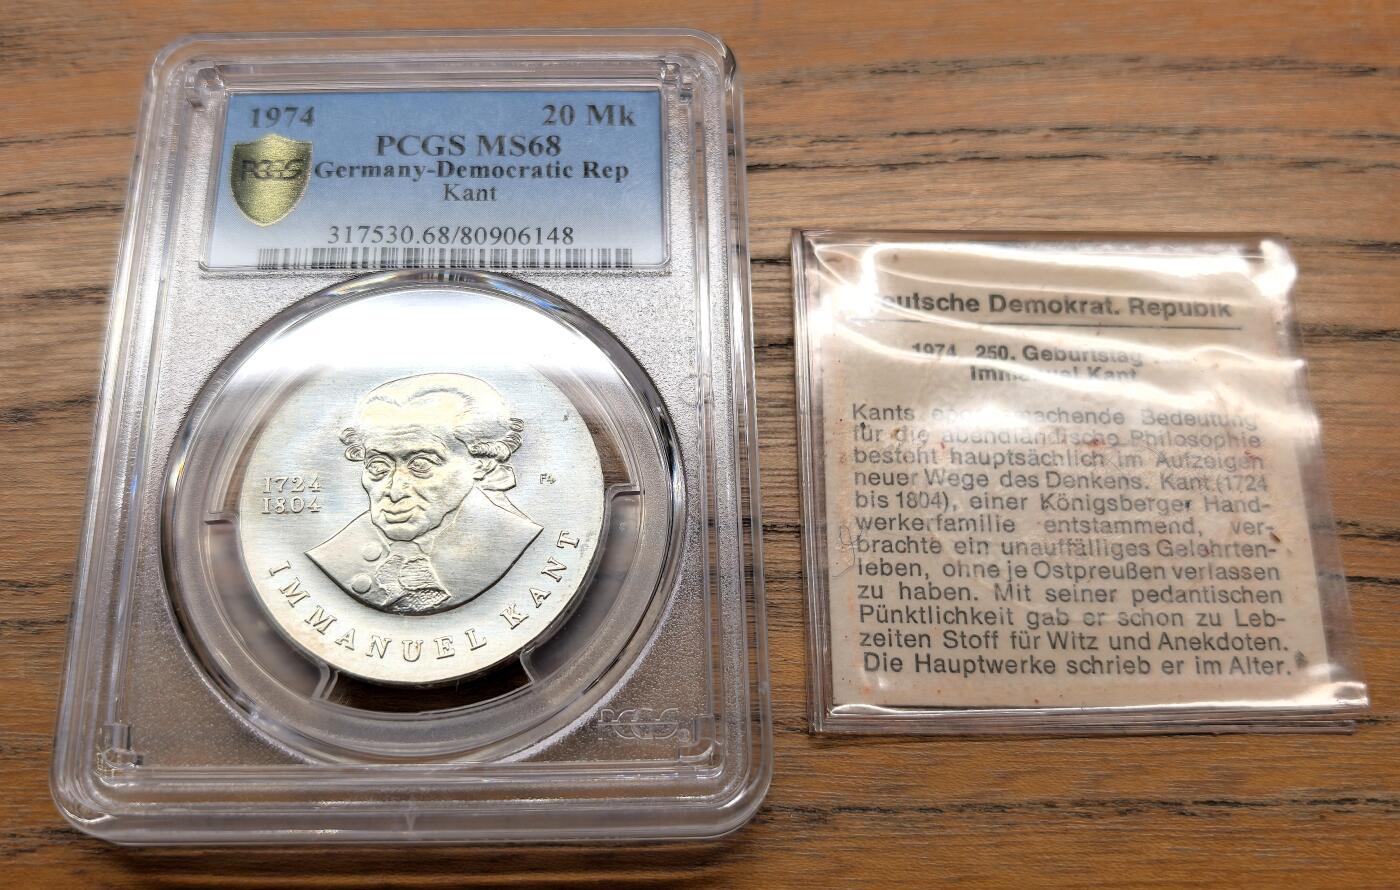 1974 20 Mk
PCGS MS68
PCGS Germany-Democratic Rep
Kant
317530.68/80906148
1724
1804
IMMANUEL KANT
PCGS
eutsche Demokrat. Republik
1974 250. Geburtstag
Immanuel Kant
Kants Bedeutung
für die abendländische Philosophie
besteht hauptsächlich im Aufzeigen
neuer Wege des Denkens. Kant (1724
bis 1804), einer Königsberger Hand-
werkerfamilie entstammend, ver-
brachte ein unauffälliges Gelehrten-
leben, ohne je Ostpreußen verlassen
zu haben. Mit seiner pedantischen
Pünktlichkeit gab er schon zu Leb-
zeiten Stoff für Witz und Anekdoten.
Die Hauptwerke schrieb er im Alter.